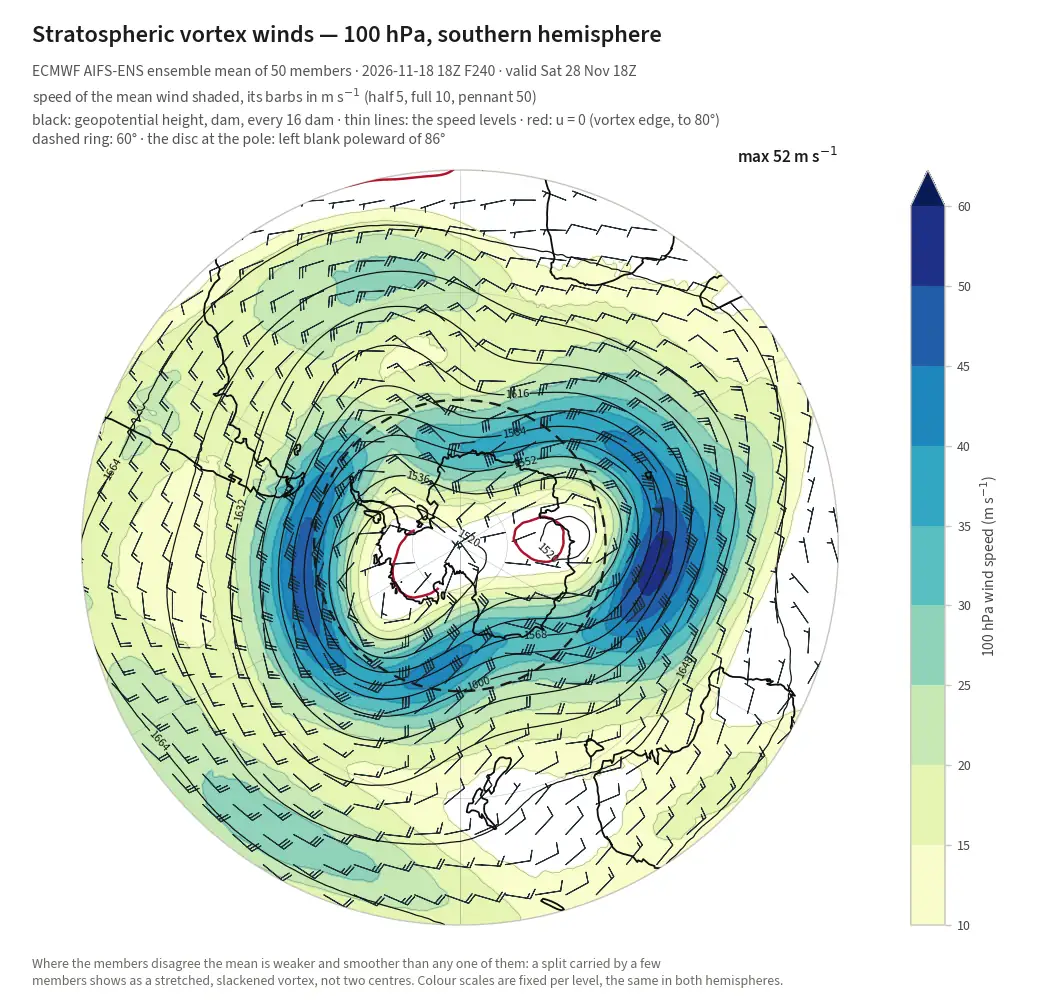 Stratospheric vortex winds — 100 hPa, southern hemisphere
ECMWF AIFS-ENS ensemble mean of 50 members · 2026-11-18 18Z F240 · valid Sat 28 Nov 18Z
speed of the mean wind shaded, its barbs in m s⁻¹ (half 5, full 10, pennant 50)
black: geopotential height, dam, every 16 dam · thin lines: the speed levels · red: u = 0 (vortex edge, to 80°)
dashed ring: 60° · the disc at the pole: left blank poleward of 86°
max 52 m s⁻¹
60
50
45
40
35
30
25
20
15
10
100 hPa wind speed (m s⁻¹)
1616
1584
1552
1536
1664
1632
1520
1520
1568
1600
1648
1664
Where the members disagree the mean is weaker and smoother than any one of them: a split carried by a few
members shows as a stretched, slackened vortex, not two centres. Colour scales are fixed per level, the same in both hemispheres.